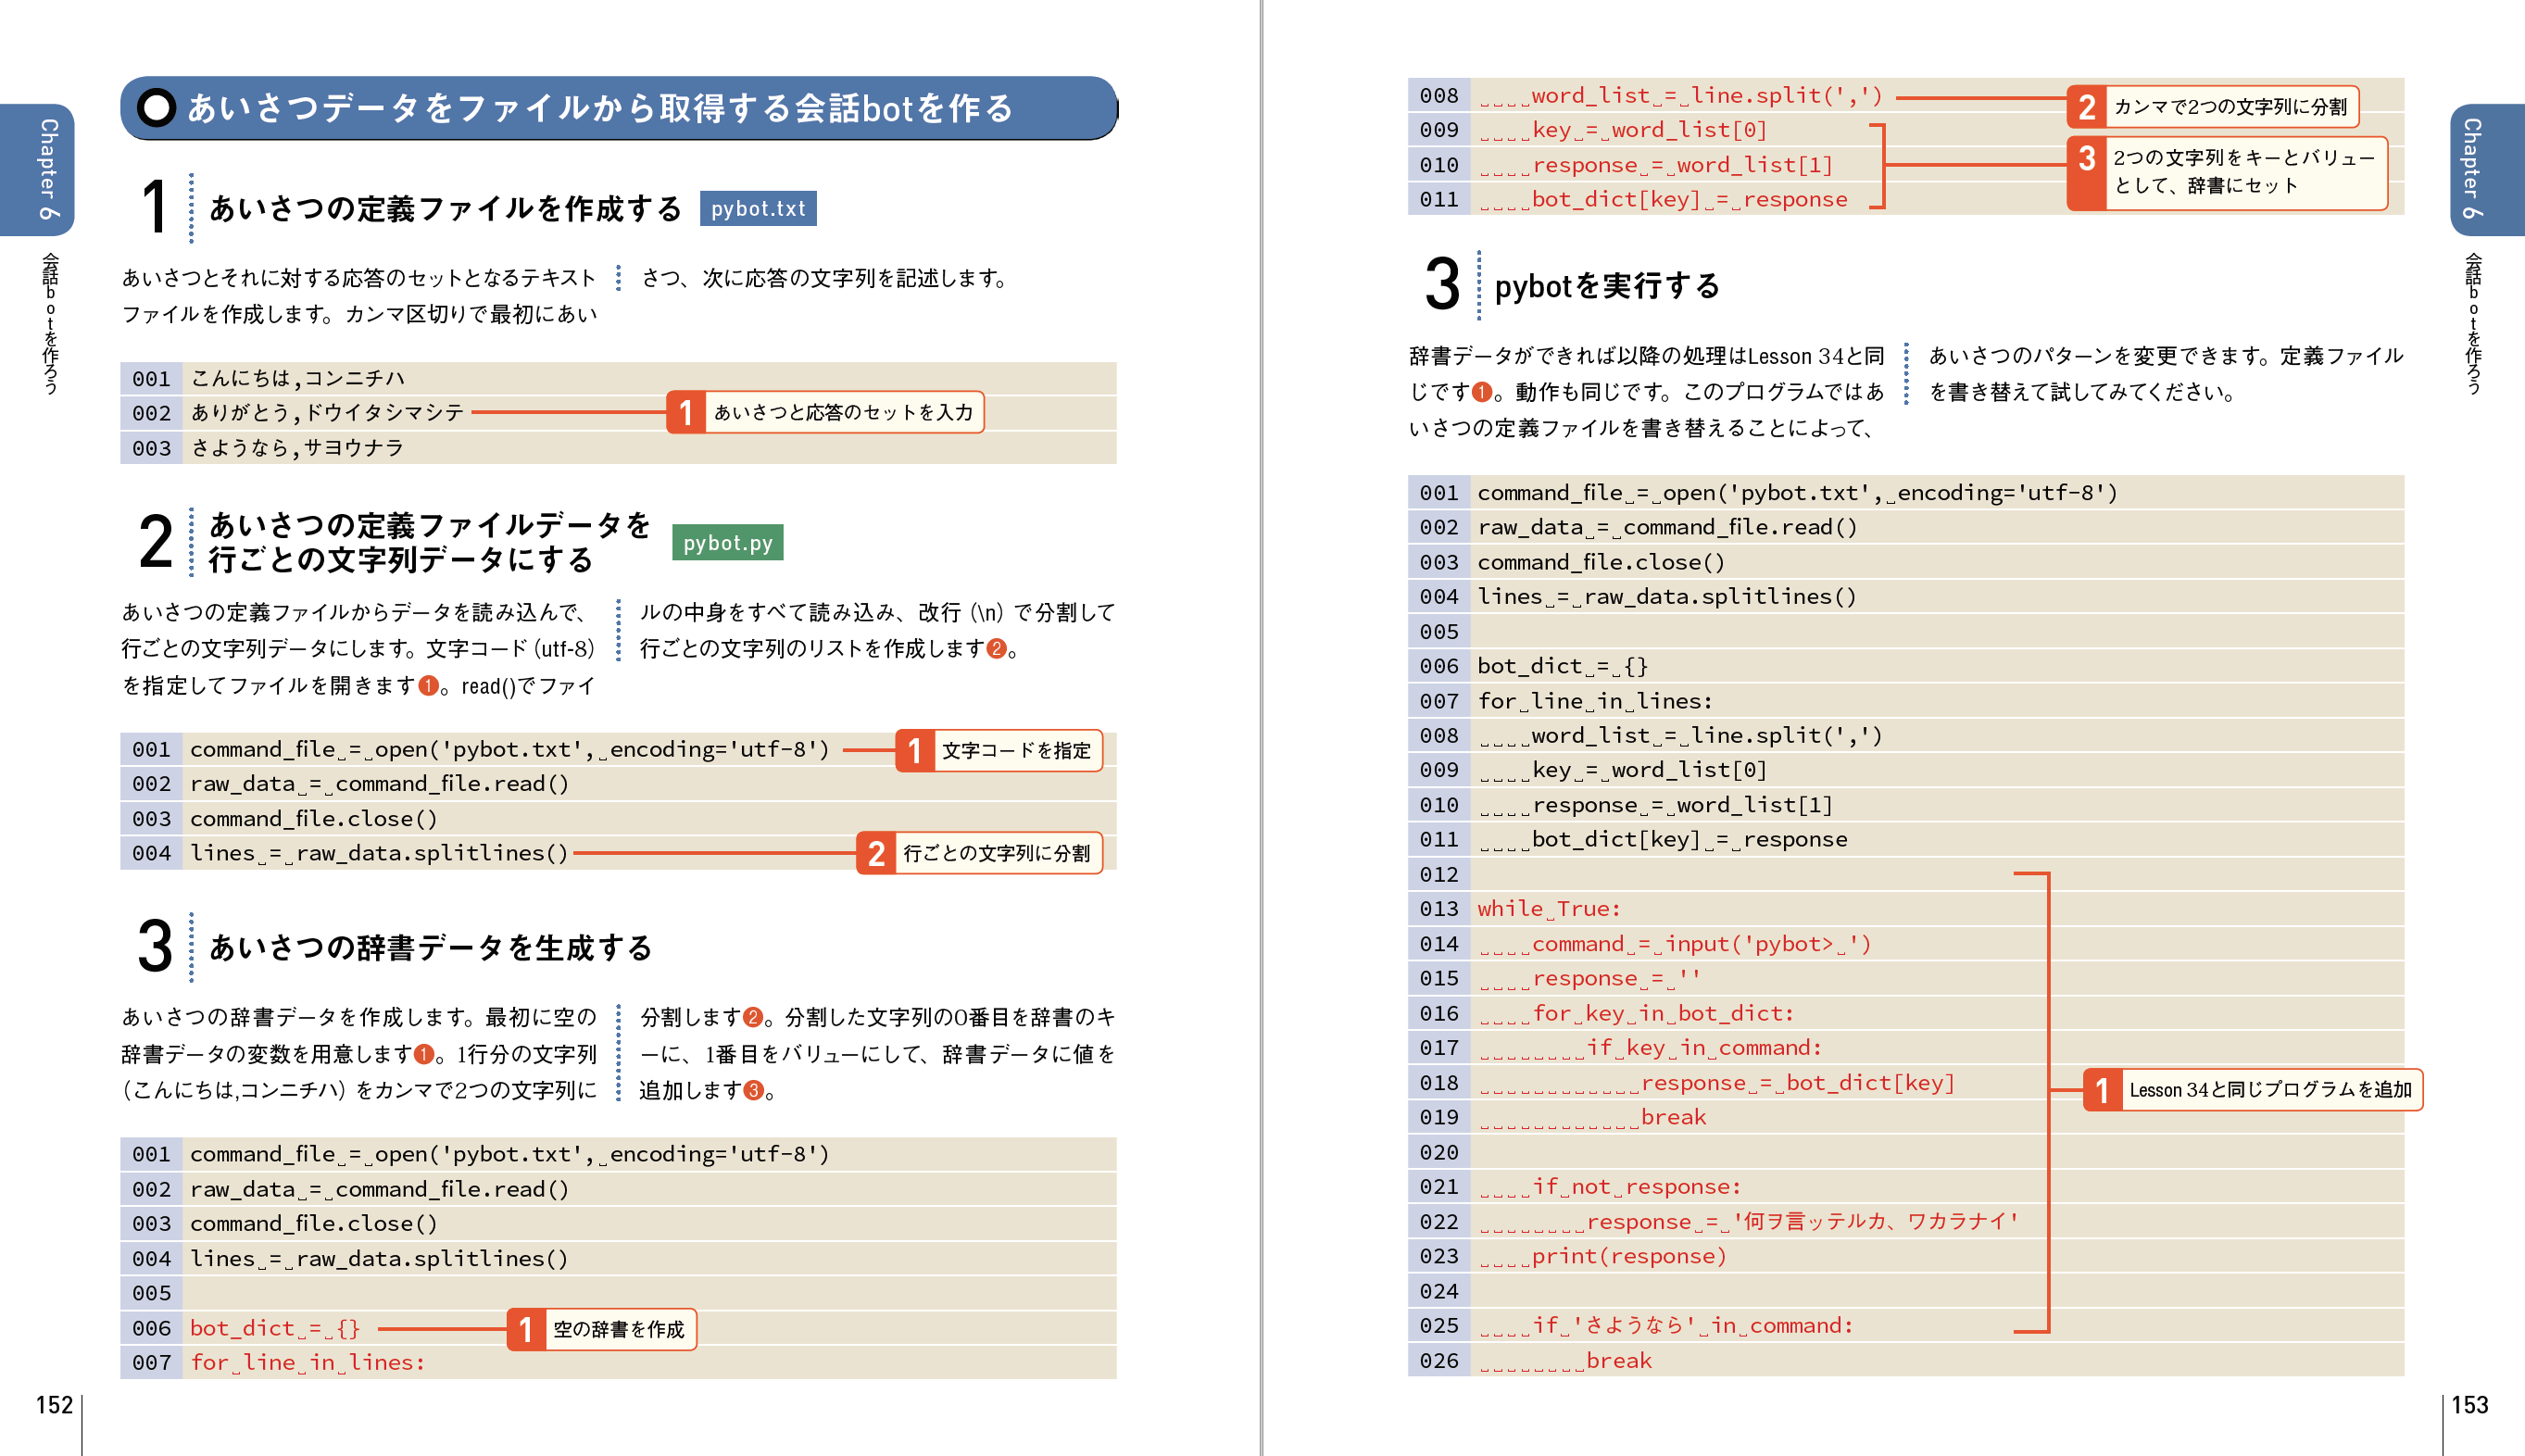 Chapter 6
会話botを作ろう
あいさつデータをファイルから取得する会話botを作る
1 あいさつの定義ファイルを作成する pybot.txt
あいさつとそれに対する応答のセットとなるテキスト
ファイルを作成します。カンマ区切りで最初にあい
さつ、次に応答の文字列を記述します。
001 こんにちは,コンニチハ
002 ありがとう,ドウイタシマシテ 1 あいさつと応答のセットを入力
003 さようなら,サヨウナラ
2 あいさつの定義ファイルデータを
行ごとの文字列データにする pybot.py
あいさつの定義ファイルからデータを読み込んで、
行ごとの文字列データにします。文字コード（utf-8）
を指定してファイルを開きます❶。read()でファイ
ルの中身をすべて読み込み、改行（\n）で分割して
行ごとの文字列のリストを作成します❷。
001 command_file␣=␣open('pybot.txt',␣encoding='utf-8') 1 文字コードを指定
002 raw_data␣=␣command_file.read()
003 command_file.close()
004 lines␣=␣raw_data.splitlines() 2 行ごとの文字列に分割
3 あいさつの辞書データを生成する
あいさつの辞書データを作成します。最初に空の
辞書データの変数を用意します❶。1行分の文字列
（こんにちは,コンニチハ）をカンマで2つの文字列に
分割します❷。分割した文字列の0番目を辞書のキ
ーに、1番目をバリューにして、辞書データに値を
追加します❸。
001 command_file␣=␣open('pybot.txt',␣encoding='utf-8')
002 raw_data␣=␣command_file.read()
003 command_file.close()
004 lines␣=␣raw_data.splitlines()
005
006 bot_dict␣=␣{} 1 空の辞書を作成
007 for␣line␣in␣lines:
152
008 ␣␣␣␣word_list␣=␣line.split(',') 2 カンマで2つの文字列に分割
009 ␣␣␣␣key␣=␣word_list[0]
010 ␣␣␣␣response␣=␣word_list[1] 3 2つの文字列をキーとバリュー
として、辞書にセット
011 ␣␣␣␣bot_dict[key]␣=␣response
3 pybotを実行する
辞書データができれば以降の処理はLesson 34と同
じです❶。動作も同じです。このプログラムではあ
いさつの定義ファイルを書き替えることによって、
あいさつのパターンを変更できます。定義ファイル
を書き替えて試してみてください。
001 command_file␣=␣open('pybot.txt',␣encoding='utf-8')
002 raw_data␣=␣command_file.read()
003 command_file.close()
004 lines␣=␣raw_data.splitlines()
005
006 bot_dict␣=␣{}
007 for␣line␣in␣lines:
008 ␣␣␣␣word_list␣=␣line.split(',')
009 ␣␣␣␣key␣=␣word_list[0]
010 ␣␣␣␣response␣=␣word_list[1]
011 ␣␣␣␣bot_dict[key]␣=␣response
012
013 while␣True:
014 ␣␣␣␣command␣=␣input('pybot>␣')
015 ␣␣␣␣response␣=␣''
016 ␣␣␣␣for␣key␣in␣bot_dict:
017 ␣␣␣␣␣␣␣␣if␣key␣in␣command:
018 ␣␣␣␣␣␣␣␣␣␣␣␣response␣=␣bot_dict[key] 1 Lesson 34と同じプログラムを追加
019 ␣␣␣␣␣␣␣␣␣␣␣␣break
020
021 ␣␣␣␣if␣not␣response:
022 ␣␣␣␣␣␣␣␣response␣=␣'何ヲ言ッテルカ、ワカラナイ'
023 ␣␣␣␣print(response)
024
025 ␣␣␣␣if␣'さようなら'␣in␣command:
026 ␣␣␣␣␣␣␣␣break
Chapter 6
会話botを作ろう
153